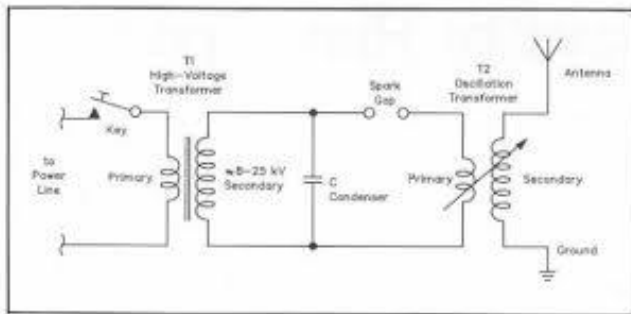 T1
High-Voltage
Transformer
Key
to
Power
Line
Primary
≈8-25 kV
Secondary
C
Condenser
Spark
Gap
T2
Oscillation
Transformer
Primary
Secondary
Antenna
Ground